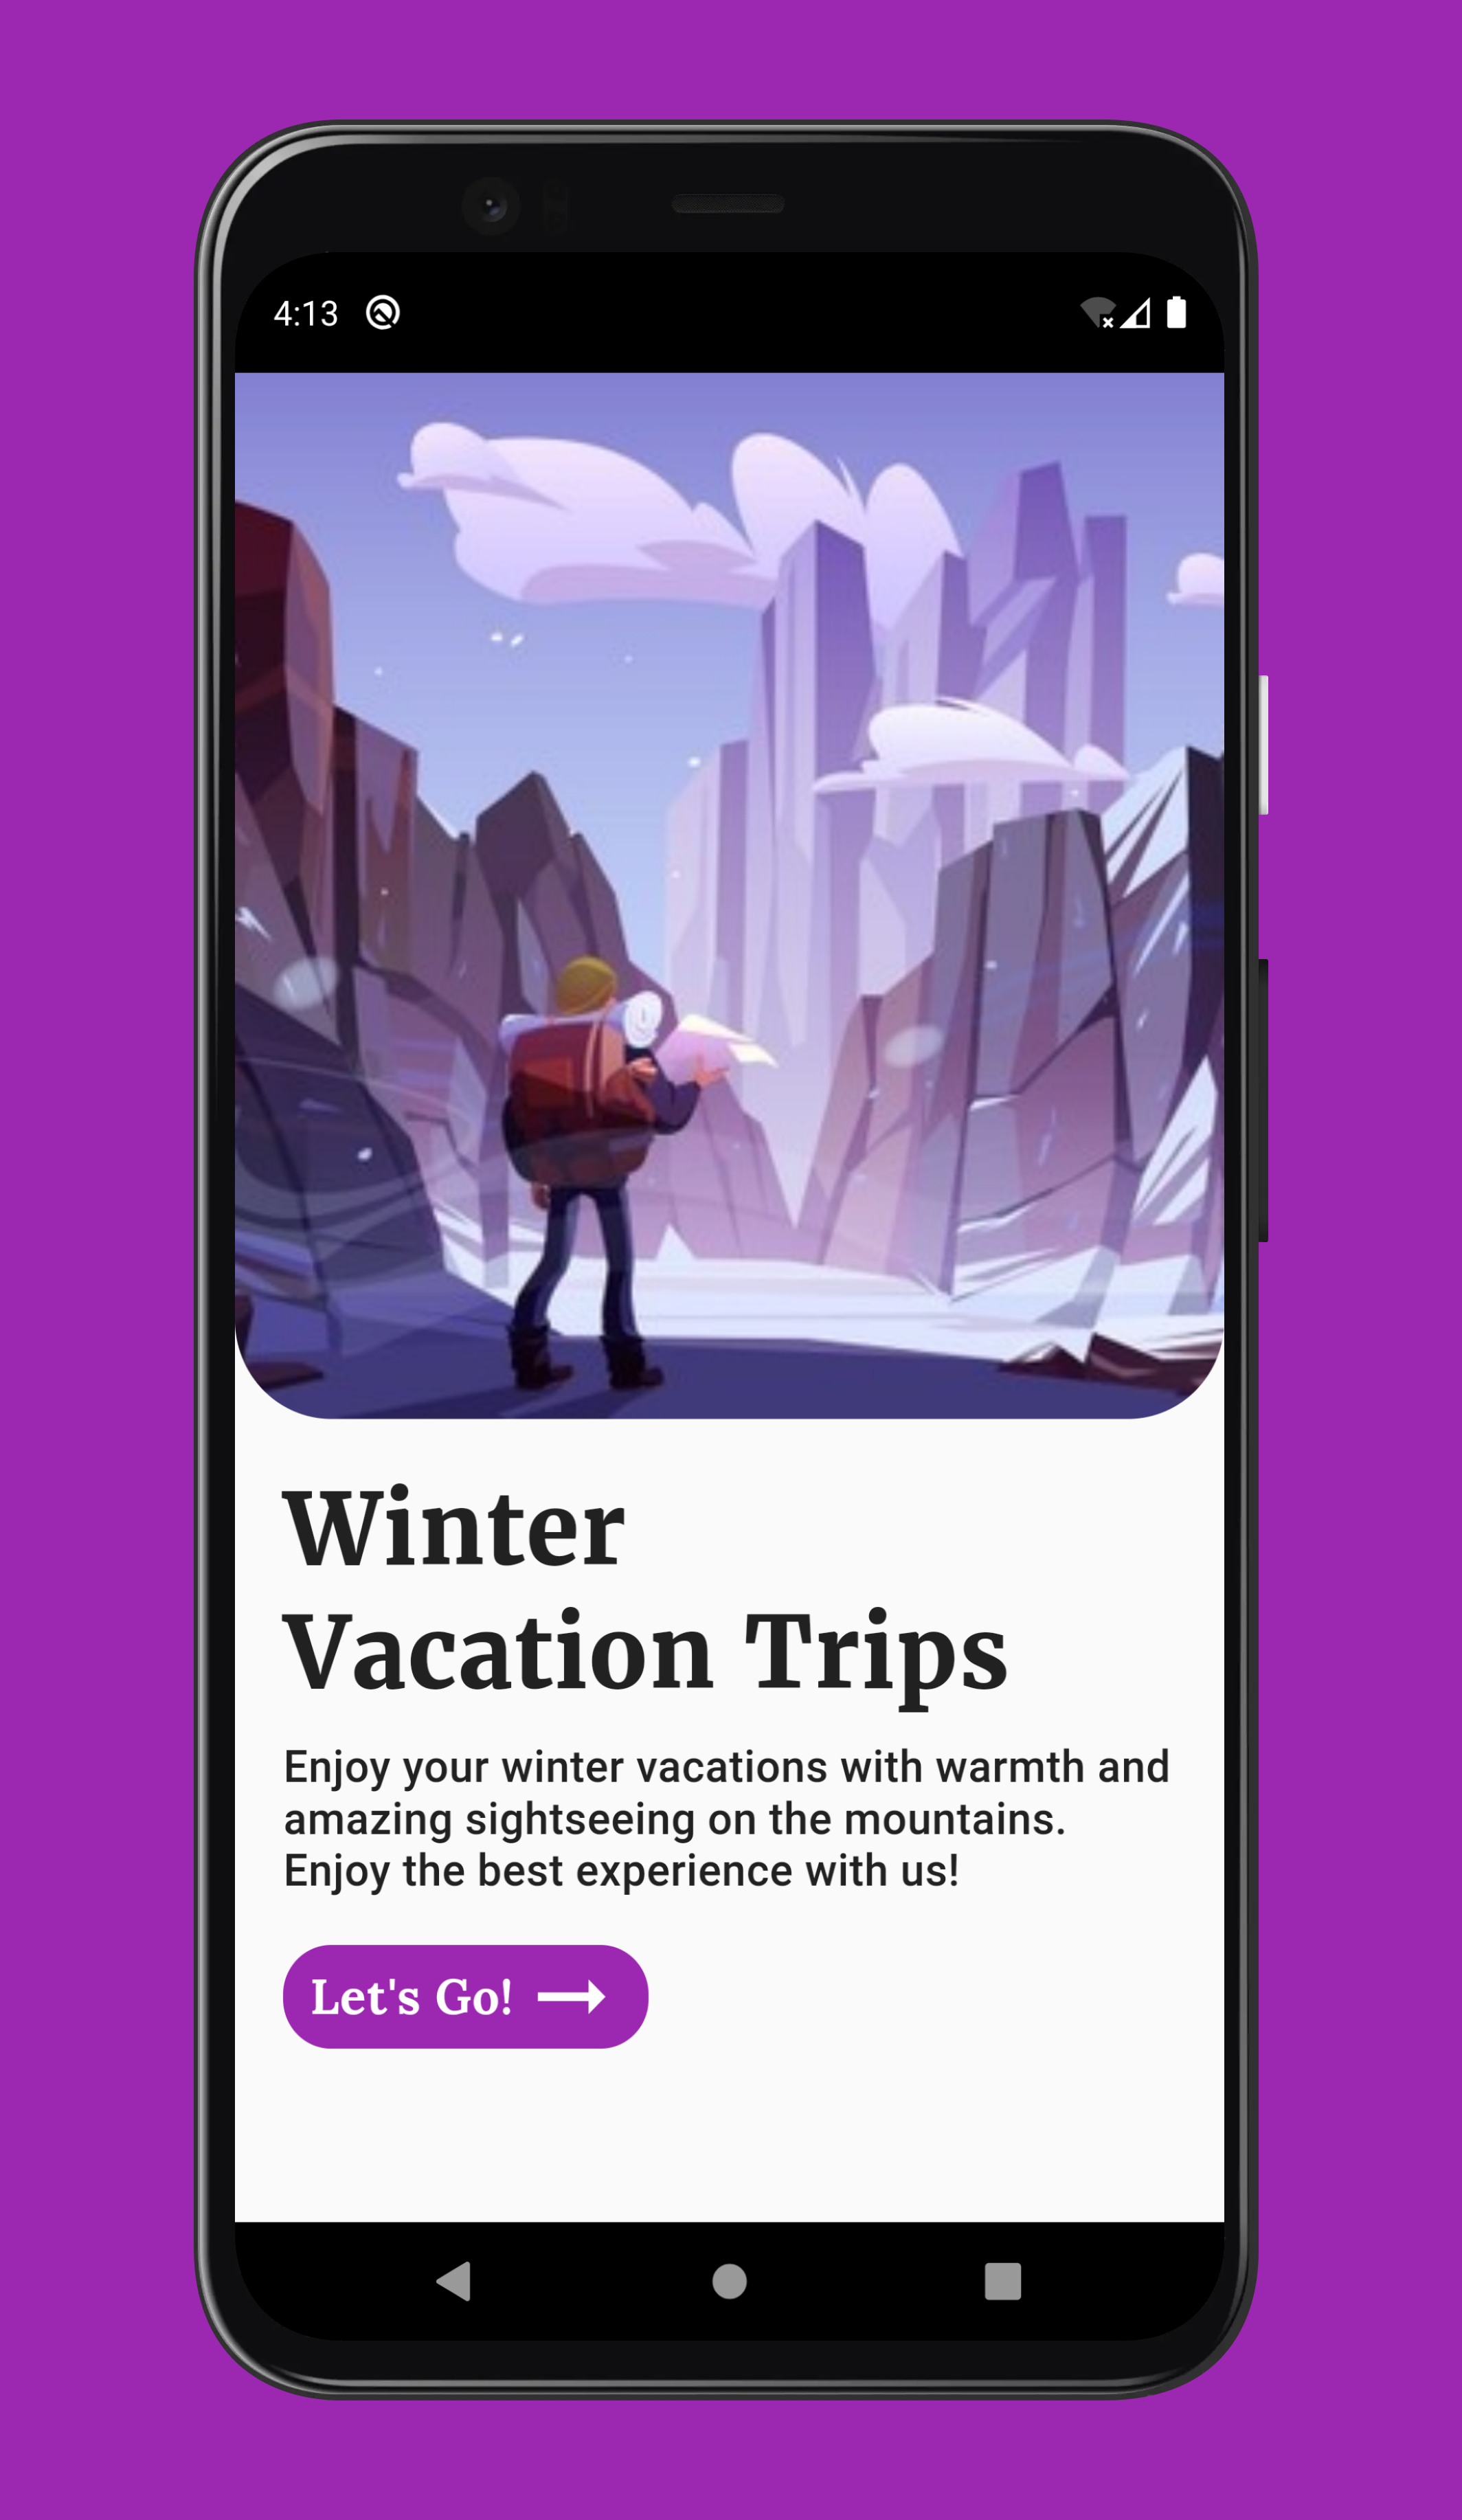 4:13
Winter
Vacation Trips
Enjoy your winter vacations with warmth and
amazing sightseeing on the mountains.
Enjoy the best experience with us!
Let's Go!